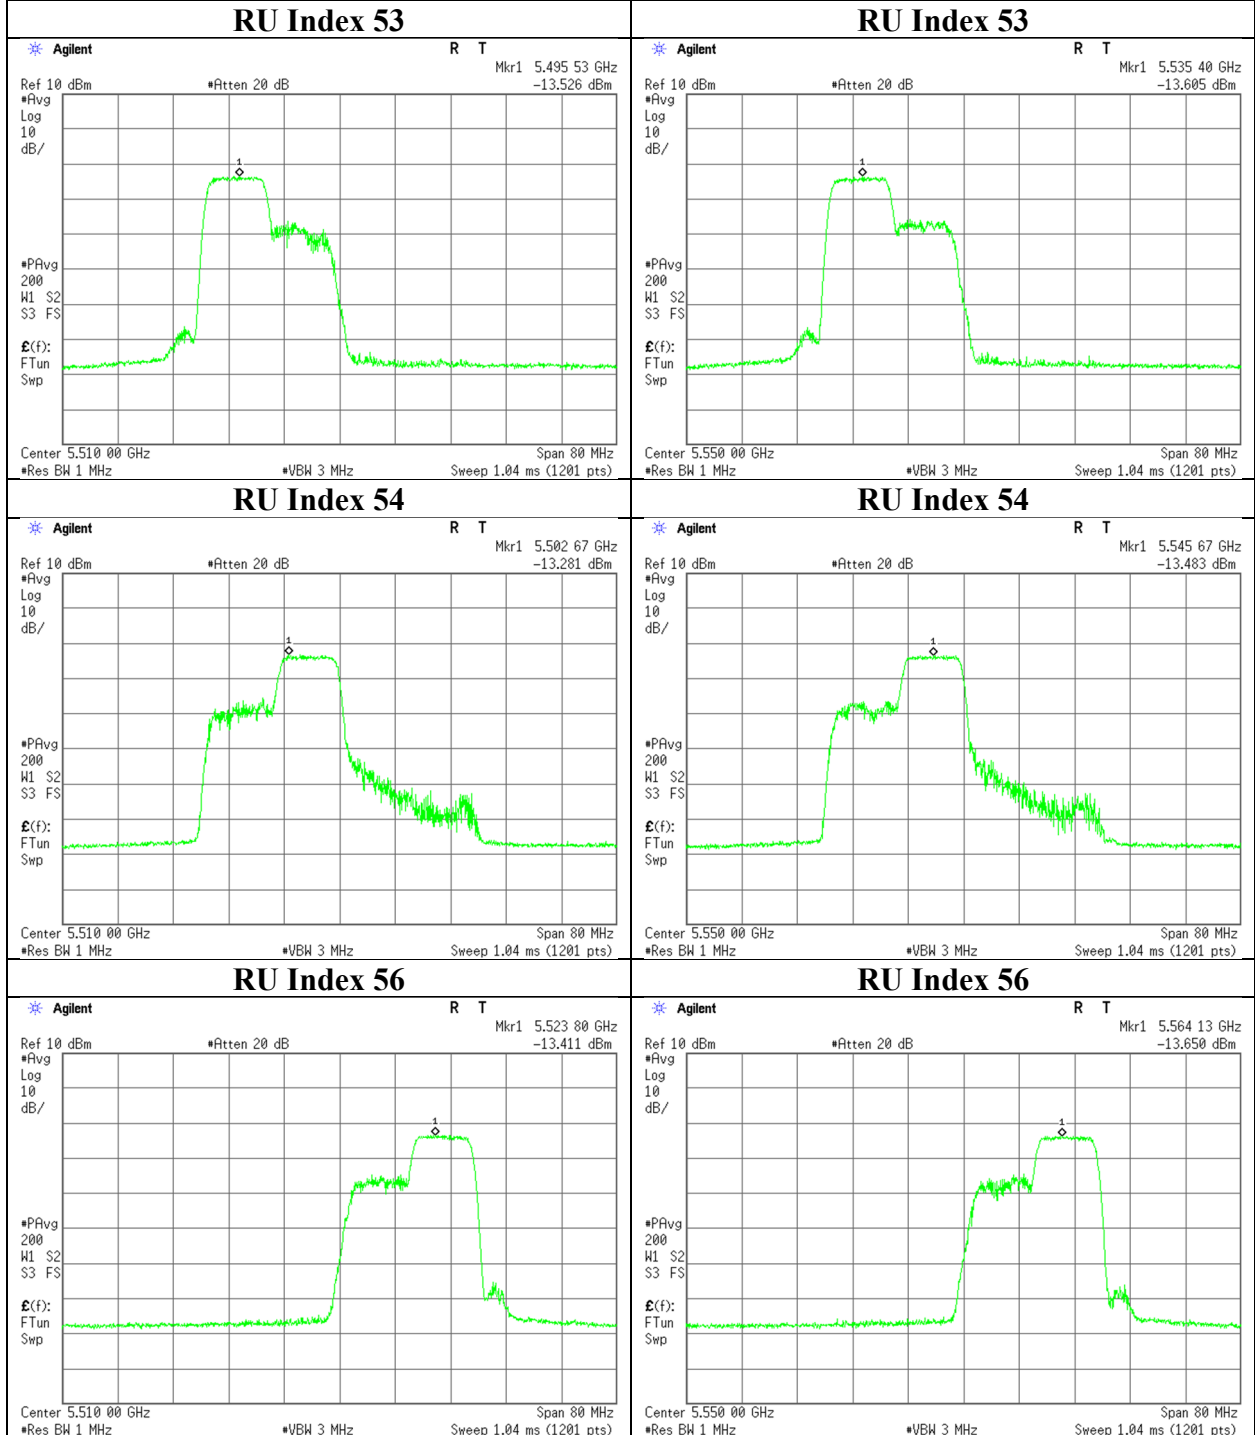 RU Index 53
Agilent
R T
Mkr1 5.495 53 GHz
Ref 10 dBm #Atten 20 dB -13.526 dBm
#Avg
Log
10
dB/
1
#PAvg
200
W1 S2
S3 FS
£(f):
FTun
Swp
Center 5.510 00 GHz Span 80 MHz
#Res BW 1 MHz #VBW 3 MHz Sweep 1.04 ms (1201 pts)
RU Index 53
Agilent
R T
Mkr1 5.535 40 GHz
Ref 10 dBm #Atten 20 dB -13.605 dBm
#Avg
Log
10
dB/
1
#PAvg
200
W1 S2
S3 FS
£(f):
FTun
Swp
Center 5.550 00 GHz Span 80 MHz
#Res BW 1 MHz #VBW 3 MHz Sweep 1.04 ms (1201 pts)
RU Index 54
Agilent
R T
Mkr1 5.502 67 GHz
Ref 10 dBm #Atten 20 dB -13.281 dBm
#Avg
Log
10
dB/
1
#PAvg
200
W1 S2
S3 FS
£(f):
FTun
Swp
Center 5.510 00 GHz Span 80 MHz
#Res BW 1 MHz #VBW 3 MHz Sweep 1.04 ms (1201 pts)
RU Index 54
Agilent
R T
Mkr1 5.545 67 GHz
Ref 10 dBm #Atten 20 dB -13.483 dBm
#Avg
Log
10
dB/
1
#PAvg
200
W1 S2
S3 FS
£(f):
FTun
Swp
Center 5.550 00 GHz Span 80 MHz
#Res BW 1 MHz #VBW 3 MHz Sweep 1.04 ms (1201 pts)
RU Index 56
Agilent
R T
Mkr1 5.523 80 GHz
Ref 10 dBm #Atten 20 dB -13.411 dBm
#Avg
Log
10
dB/
1
#PAvg
200
W1 S2
S3 FS
£(f):
FTun
Swp
Center 5.510 00 GHz Span 80 MHz
#Res BW 1 MHz #VBW 3 MHz Sweep 1.04 ms (1201 pts)
RU Index 56
Agilent
R T
Mkr1 5.564 13 GHz
Ref 10 dBm #Atten 20 dB -13.650 dBm
#Avg
Log
10
dB/
1
#PAvg
200
W1 S2
S3 FS
£(f):
FTun
Swp
Center 5.550 00 GHz Span 80 MHz
#Res BW 1 MHz #VBW 3 MHz Sweep 1.04 ms (1201 pts)